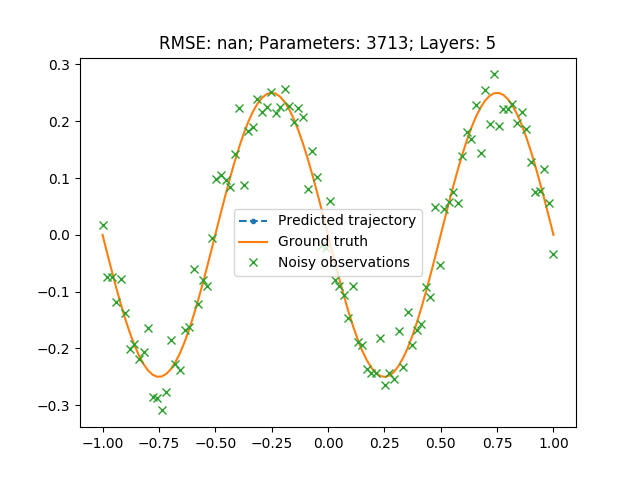 RMSE: nan; Parameters: 3713; Layers: 5
0.3
0.2
0.1
0.0
−0.1
−0.2
−0.3
Predicted trajectory
Ground truth
Noisy observations
−1.00 −0.75 −0.50 −0.25 0.00 0.25 0.50 0.75 1.00